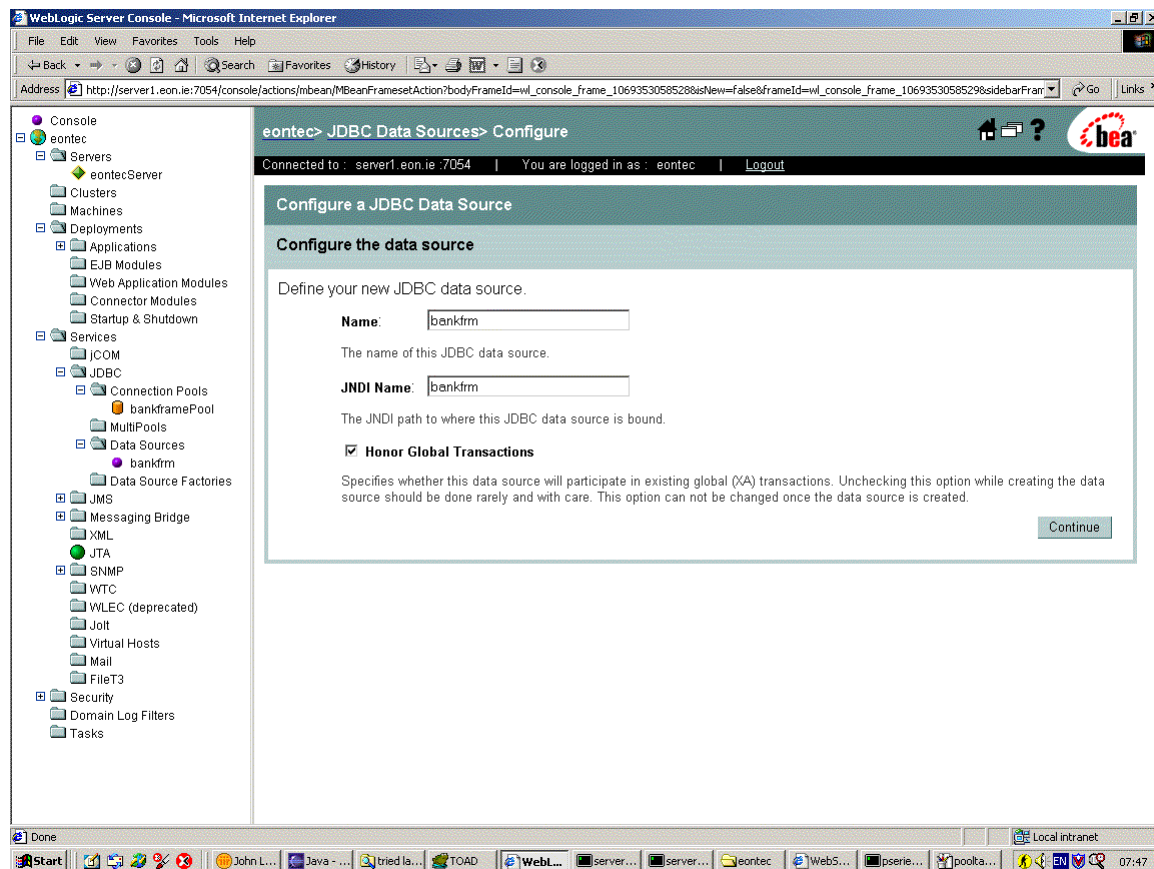 WebLogic Server Console - Microsoft Internet Explorer
File Edit View Favorites Tools Help
Back Search Favorites History
Address http://server1.eon.ie:7054/console/actions/mbean/MBeanFramesetAction?bodyFrameId=wl_console_frame_1069353058528&isNew=false&frameId=wl_console_frame_1069353058529&sidebarFram Go Links
Console
eontec
Servers
eontecServer
Clusters
Machines
Deployments
Applications
EJB Modules
Web Application Modules
Connector Modules
Startup & Shutdown
Services
jCOM
JDBC
Connection Pools
bankframePool
MultiPools
Data Sources
bankfrm
Data Source Factories
JMS
Messaging Bridge
XML
JTA
SNMP
WTC
WLEC (deprecated)
Jolt
Virtual Hosts
Mail
FileT3
Security
Domain Log Filters
Tasks
eontec> JDBC Data Sources> Configure
bea
Connected to : server1.eon.ie :7054 | You are logged in as : eontec | Logout
Configure a JDBC Data Source
Configure the data source
Define your new JDBC data source.
Name: bankfrm
The name of this JDBC data source.
JNDI Name: bankfrm
The JNDI path to where this JDBC data source is bound.
Honor Global Transactions
Specifies whether this data source will participate in existing global (XA) transactions. Unchecking this option while creating the data
source should be done rarely and with care. This option can not be changed once the data source is created.
Continue
Done Local intranet
Start John L... Java - ... tried la... TOAD WebL... server... server... eontec WebS... pserie... poolta... EN 07:47